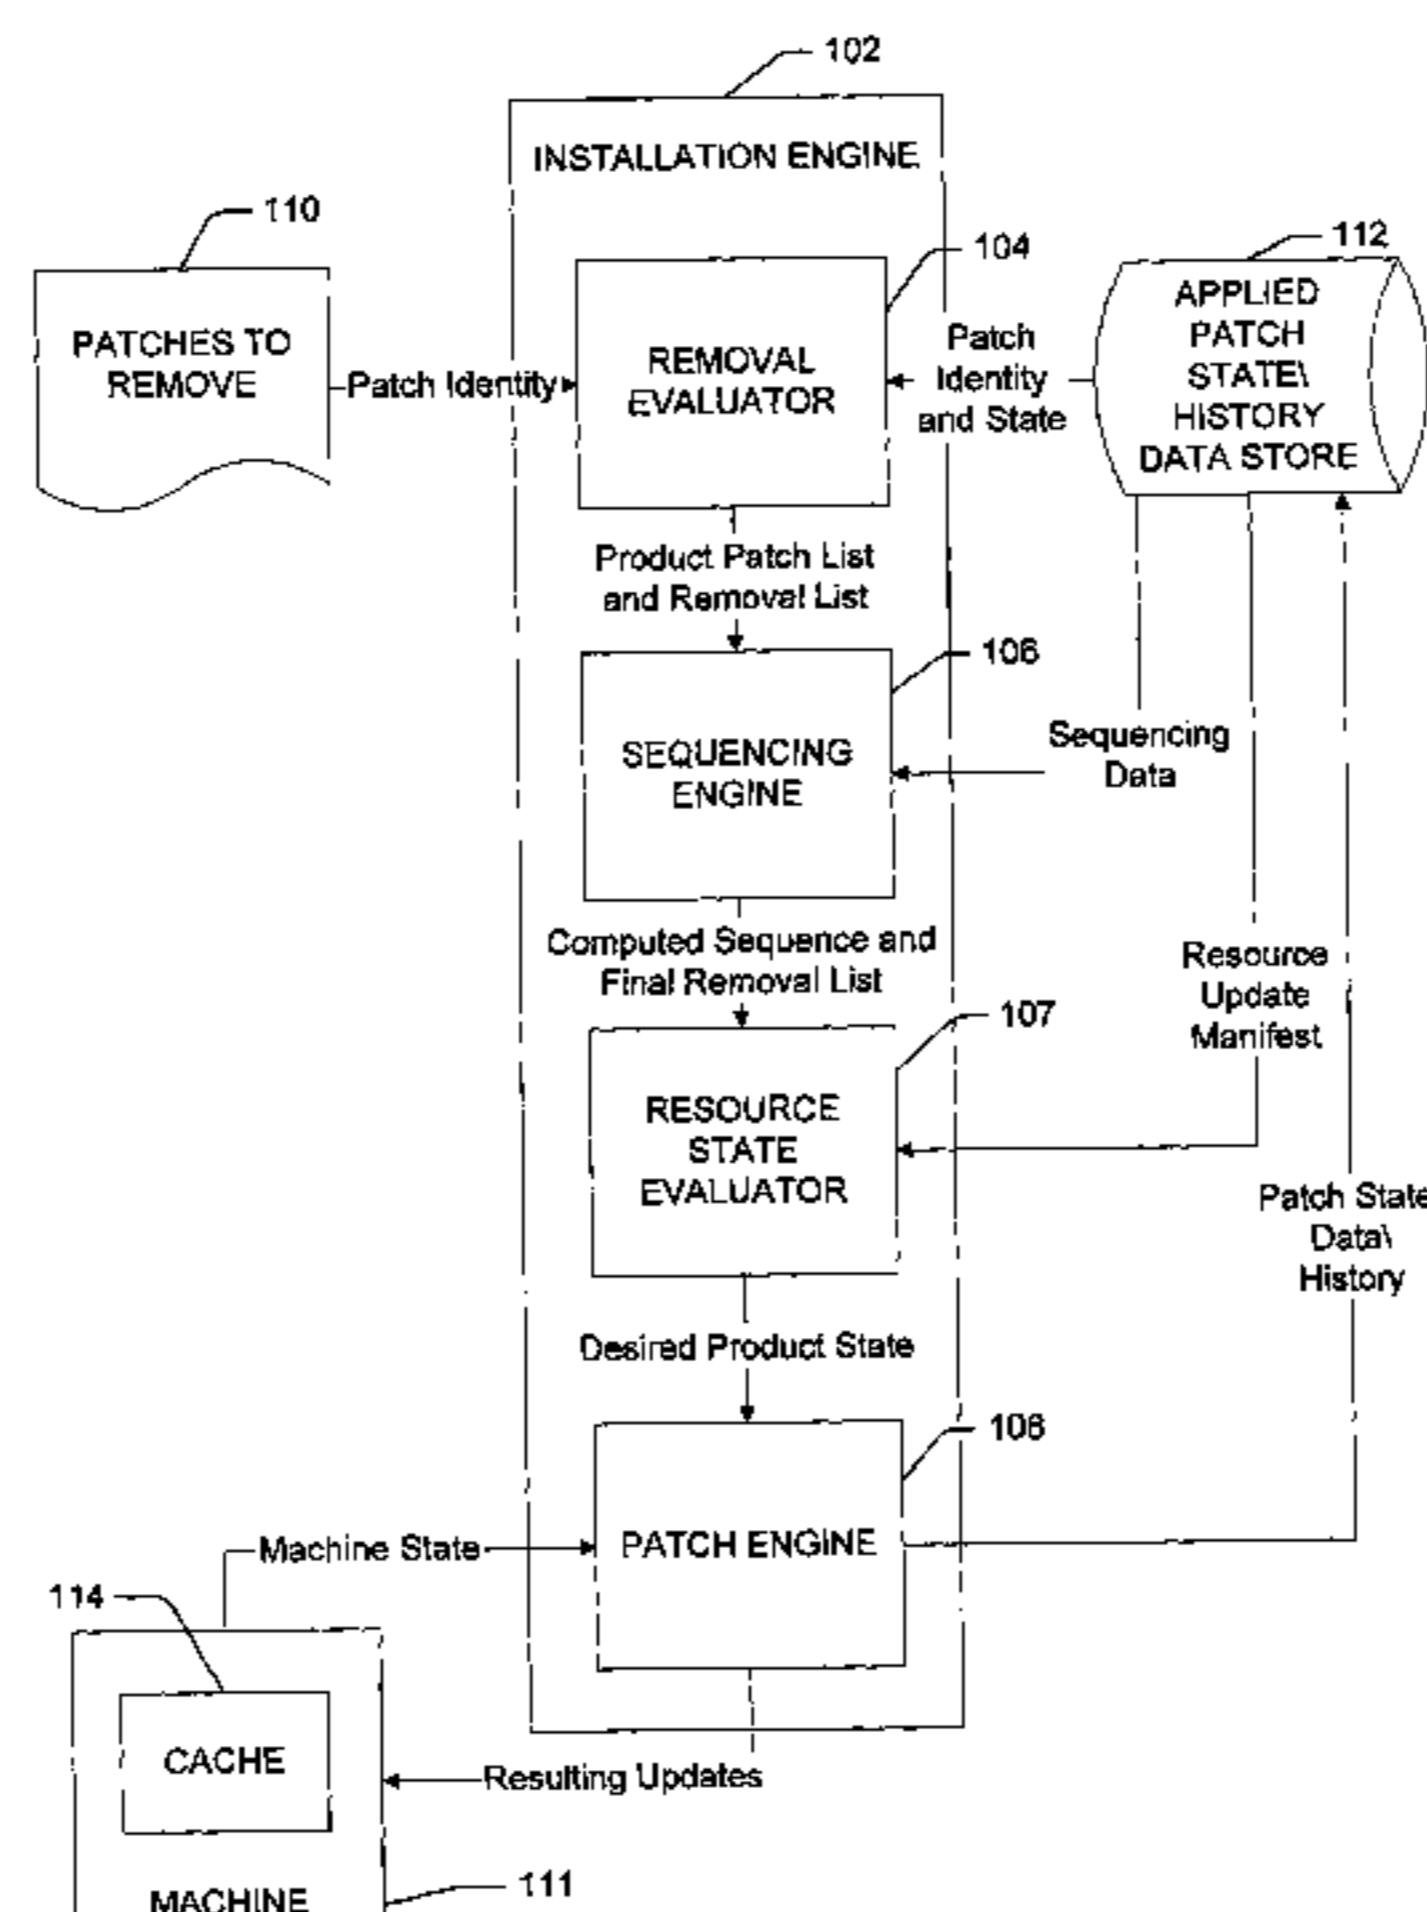 102
INSTALLATION ENGINE
110
104
112
PATCHES TO
REMOVE
Patch Identity
REMOVAL
EVALUATOR
Patch
Identity
and State
APPLIED
PATCH
STATE\
HISTORY
DATA STORE
Product Patch List
and Removal List
106
SEQUENCING
ENGINE
Sequencing
Data
Computed Sequence and
Final Removal List
Resource
Update
Manifest
107
RESOURCE
STATE
EVALUATOR
Patch State
Data\
History
Desired Product State
108
PATCH ENGINE
Machine State
114
CACHE
Resulting Updates
111
MACHINE